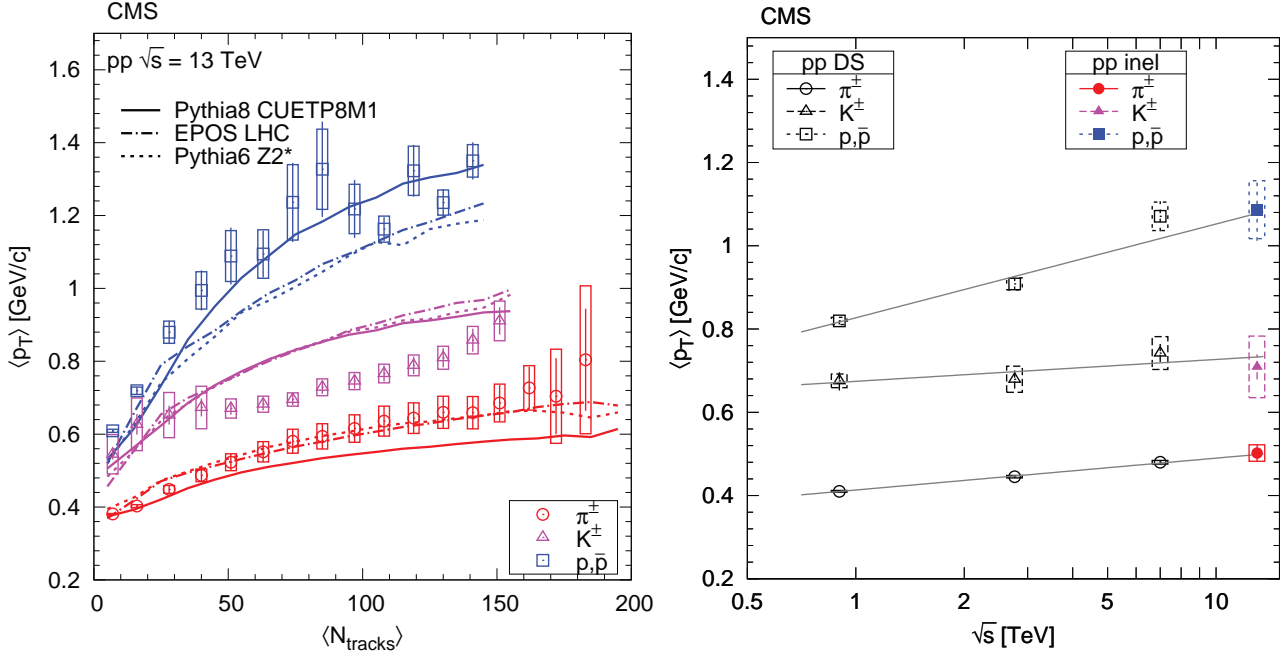 CMS
pp √s = 13 TeV
Pythia8 CUETP8M1
EPOS LHC
Pythia6 Z2*
⟨pT⟩ [GeV/c]
1.6
1.4
1.2
1
0.8
0.6
0.4
0.2
0
50
100
150
200
⟨Ntracks⟩
π±
K±
p,p̄
CMS
pp DS
π±
K±
p,p̄
pp inel
π±
K±
p,p̄
⟨pT⟩ [GeV/c]
1.4
1.2
1
0.8
0.6
0.4
0.2
0.5
1
2
5
10
√s [TeV]